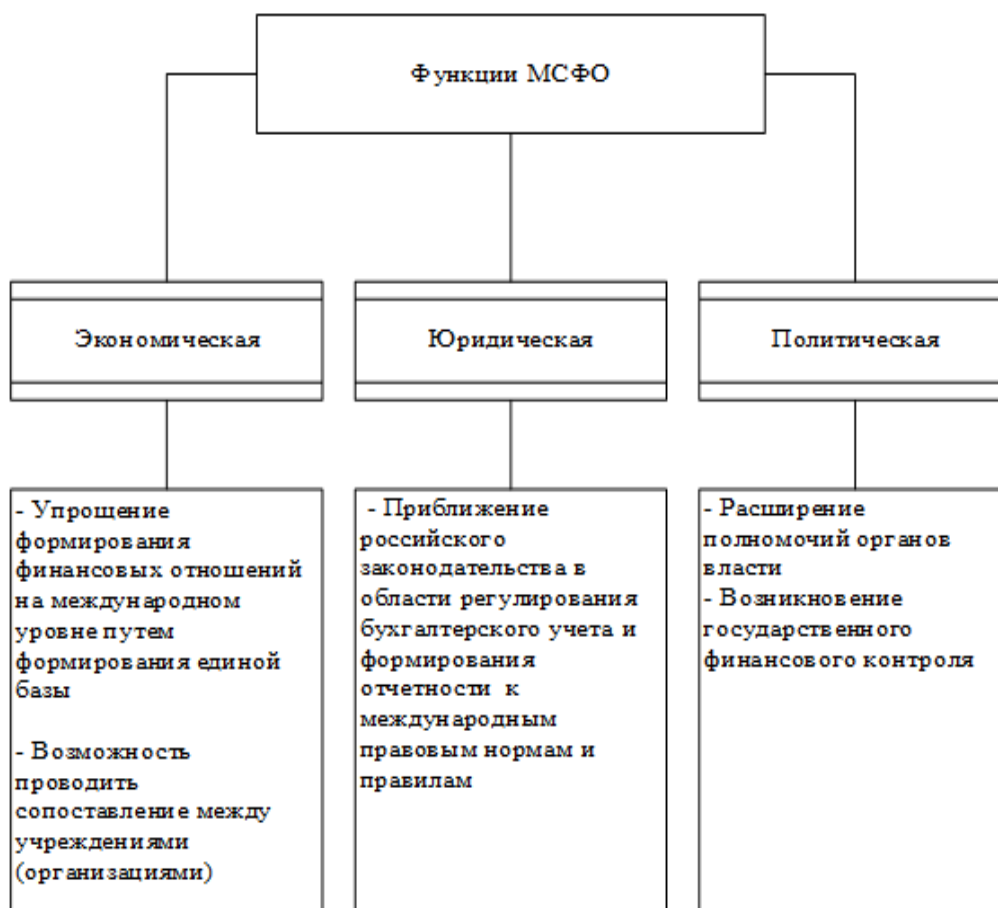 Функции МСФО
Экономическая
Юридическая
Политическая
- Упрощение
формирования
финансовых отношений
на международном
уровне путем
формирования единой
базы
- Возможность
проводить
сопоставление между
учреждениями
(организациями)
- Приближение
российского
законодательства в
области регулирования
бухгалтерского учета и
формирования
отчетности к
международным
правовым нормам и
правилам
- Расширение
полномочий органов
власти
- Возникновение
государственного
финансового контроля